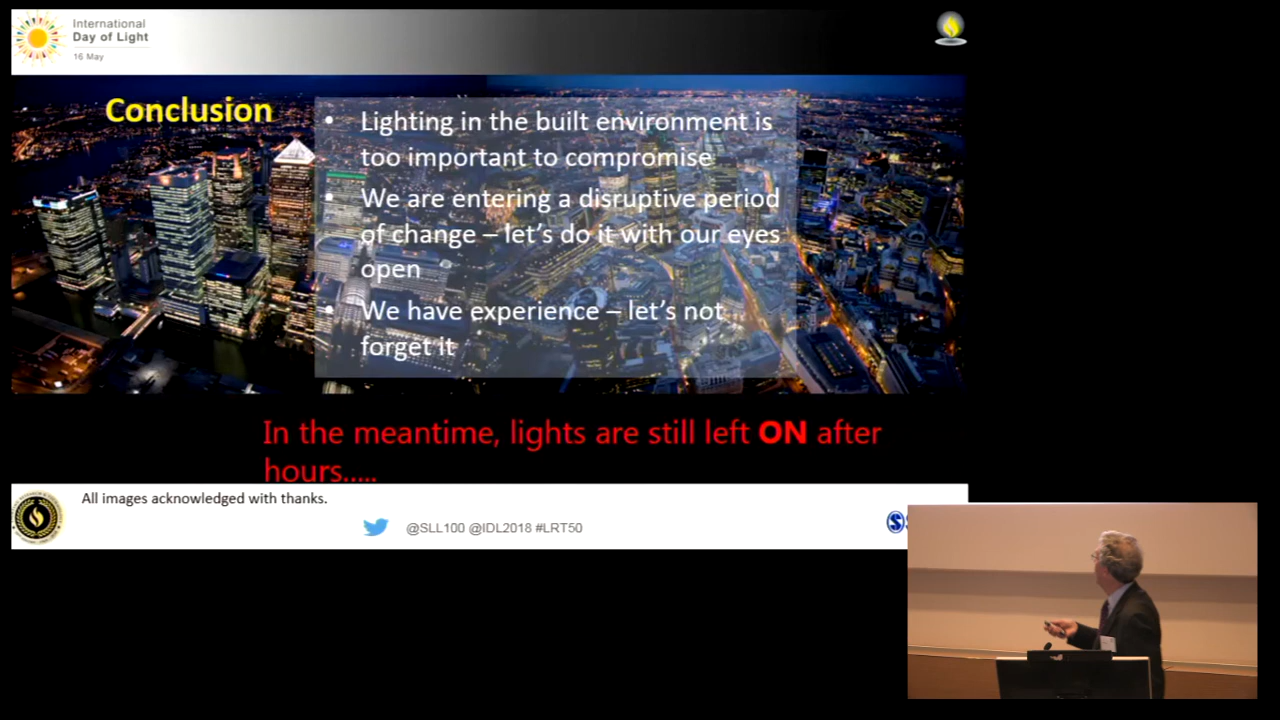 International
Day of Light
16 May
Conclusion
• Lighting in the built environment is
too important to compromise
• We are entering a disruptive period
of change – let's do it with our eyes
open
• We have experience – let's not
forget it
In the meantime, lights are still left ON after
hours.....
All images acknowledged with thanks.
@SLL100 @IDL2018 #LRT50